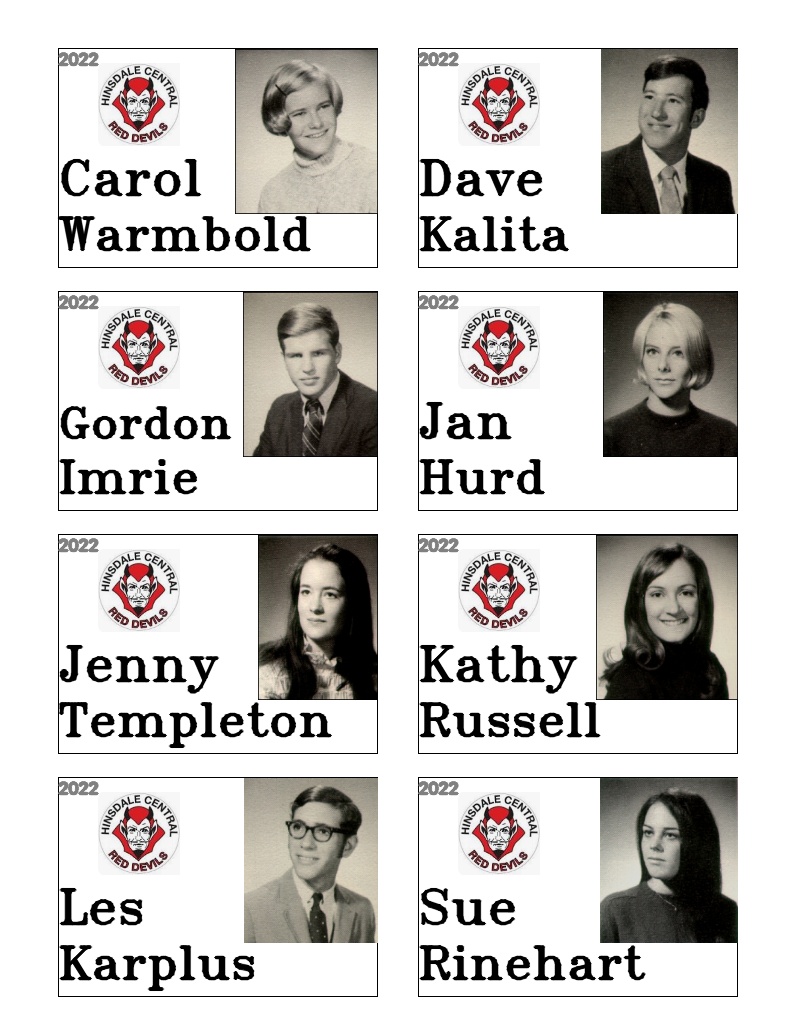 2022
HINSDALE CENTRAL
RED DEVILS
Carol
Warmbold
2022
HINSDALE CENTRAL
RED DEVILS
Dave
Kalita
2022
HINSDALE CENTRAL
RED DEVILS
Gordon
Imrie
2022
HINSDALE CENTRAL
RED DEVILS
Jan
Hurd
2022
HINSDALE CENTRAL
RED DEVILS
Jenny
Templeton
2022
HINSDALE CENTRAL
RED DEVILS
Kathy
Russell
2022
HINSDALE CENTRAL
RED DEVILS
Les
Karplus
2022
HINSDALE CENTRAL
RED DEVILS
Sue
Rinehart